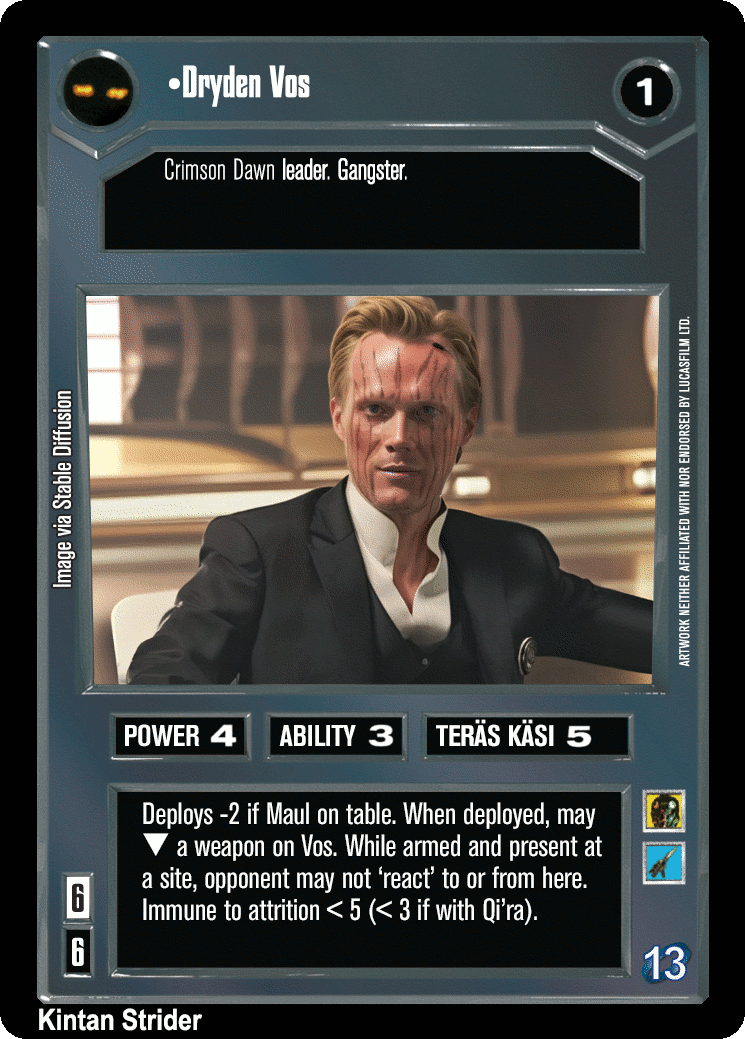 •Dryden Vos
1
Crimson Dawn leader. Gangster.
Image via Stable Diffusion
ARTWORK NEITHER AFFILIATED WITH NOR ENDORSED BY LUCASFILM LTD.
POWER 4
ABILITY 3
TERÄS KÄSI 5
Deploys -2 if Maul on table. When deployed, may
▼ a weapon on Vos. While armed and present at
a site, opponent may not ‘react’ to or from here.
Immune to attrition < 5 (< 3 if with Qi’ra).
6
6
13
Kintan Strider